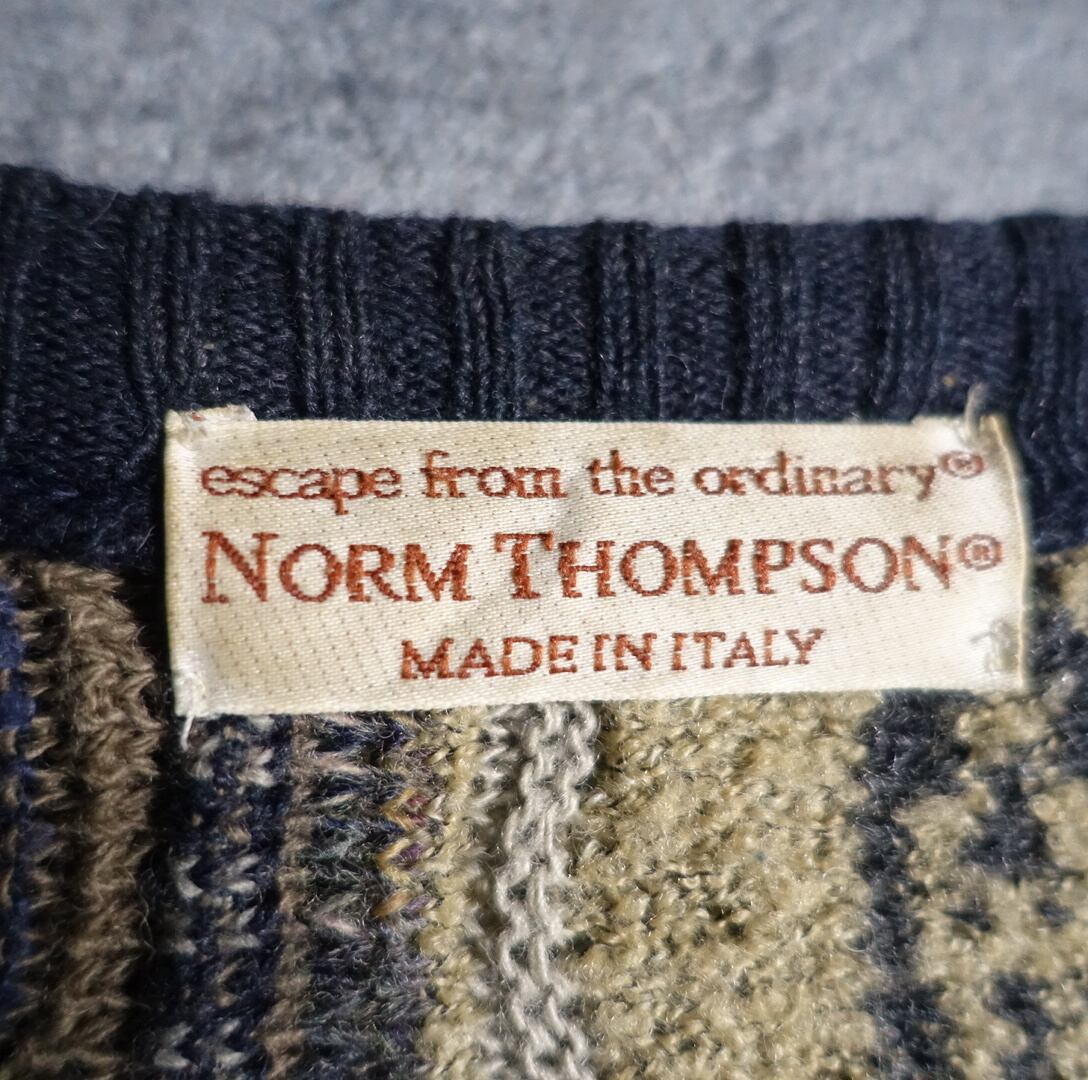 escape from the ordinary®
NORM THOMPSON®
MADE IN ITALY